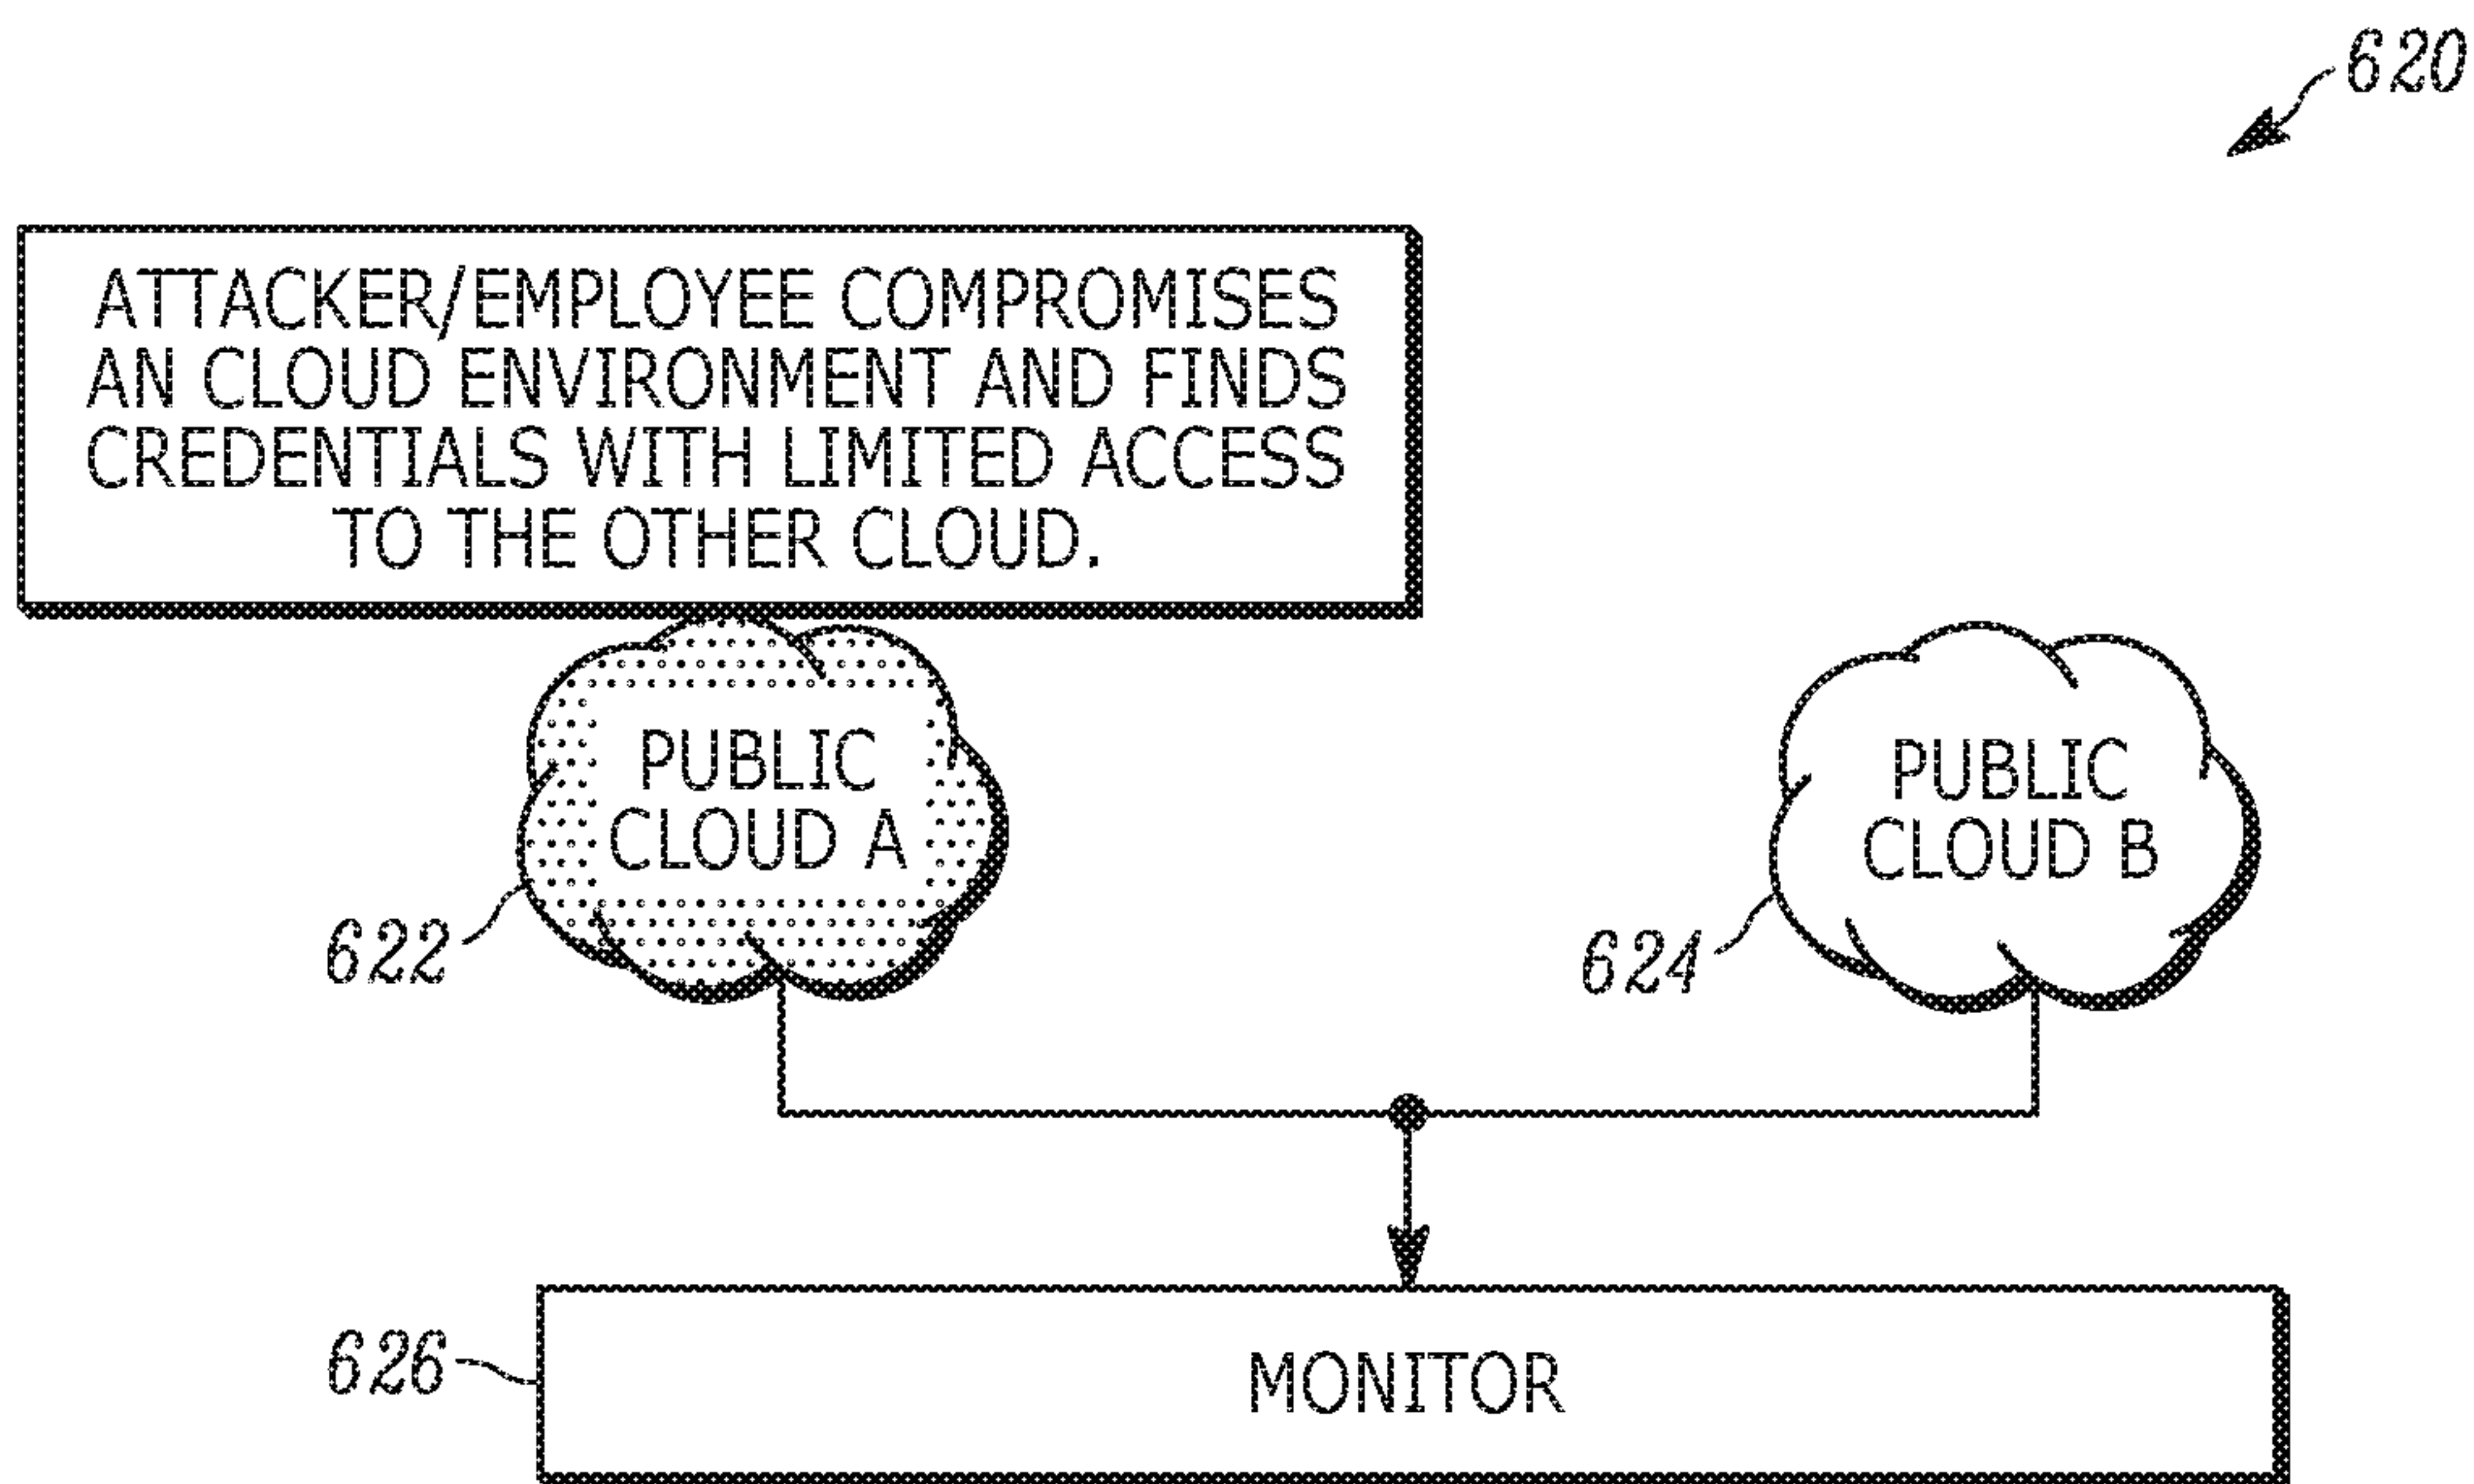 620
ATTACKER/EMPLOYEE COMPROMISES
AN CLOUD ENVIRONMENT AND FINDS
CREDENTIALS WITH LIMITED ACCESS
TO THE OTHER CLOUD.
PUBLIC
CLOUD A
622
PUBLIC
CLOUD B
624
626
MONITOR